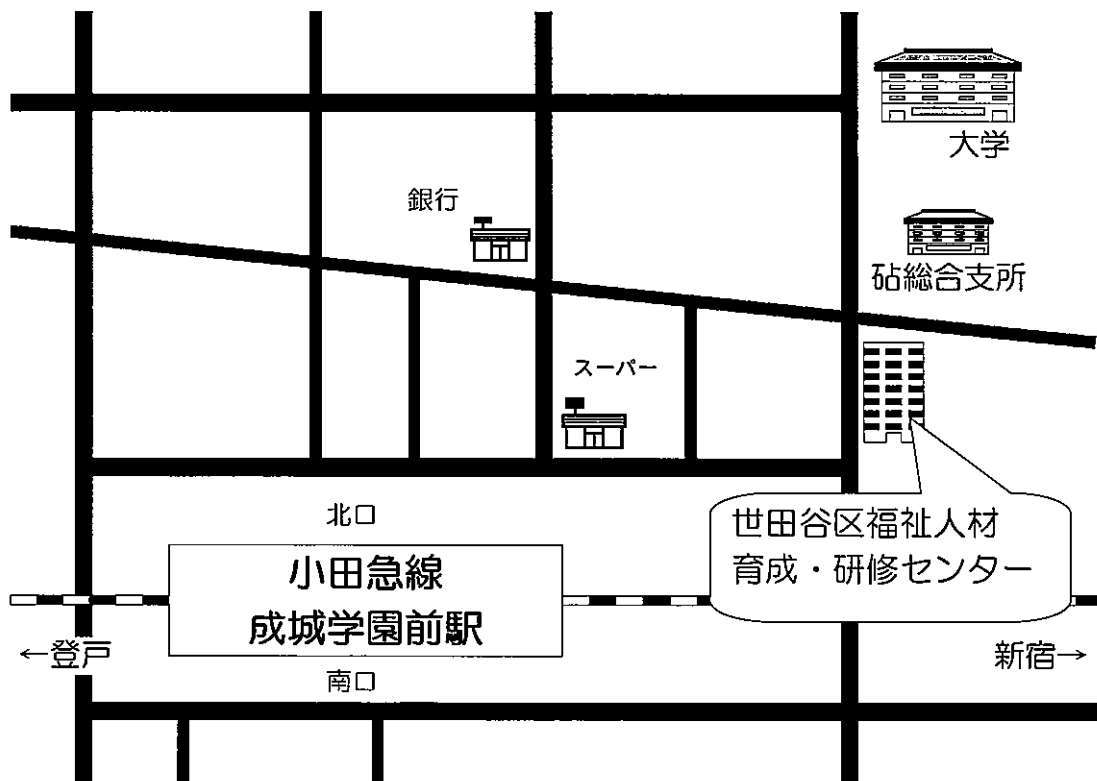 大学
銀行
砧総合支所
スーパー
北口
世田谷区福祉人材
育成・研修センター
小田急線
成城学園前駅
←登戸
新宿→
南口